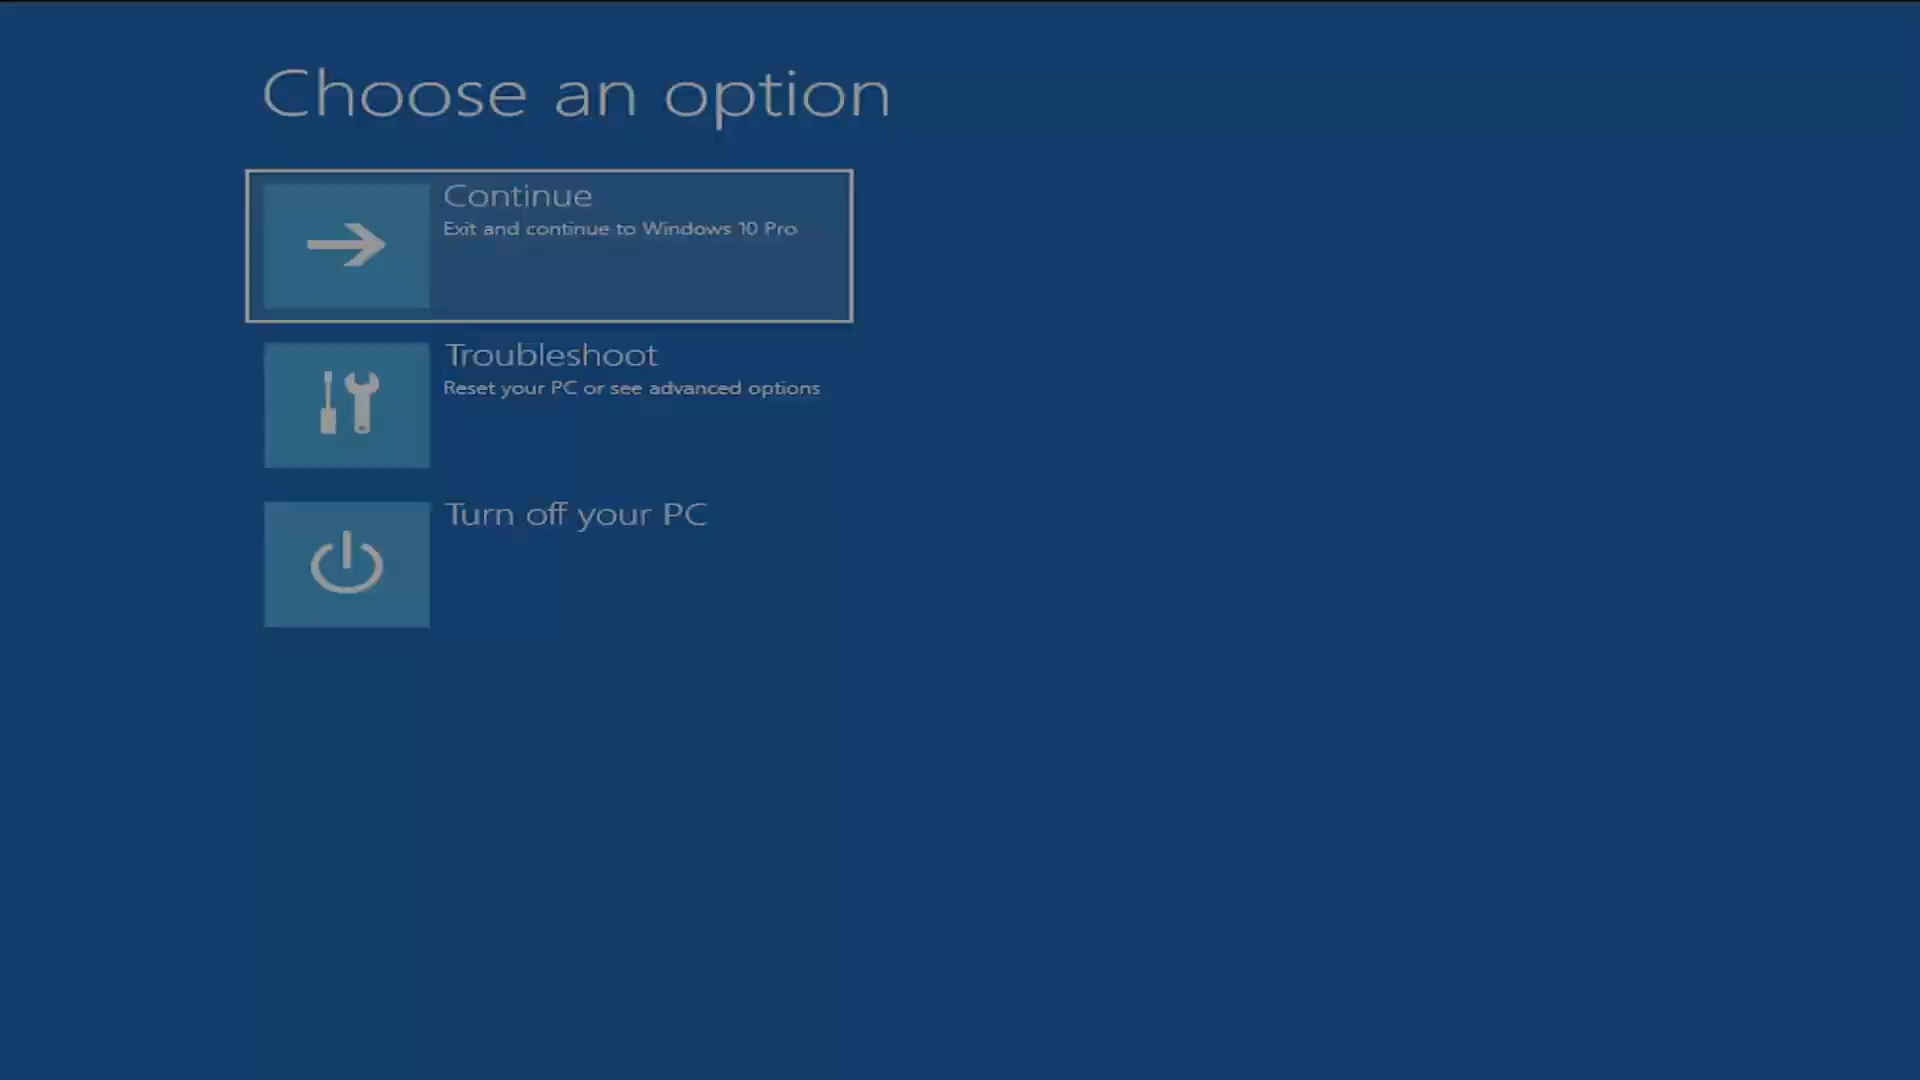 Choose an option
Continue
Exit and continue to Windows 10 Pro
Troubleshoot
Reset your PC or see advanced options
Turn off your PC